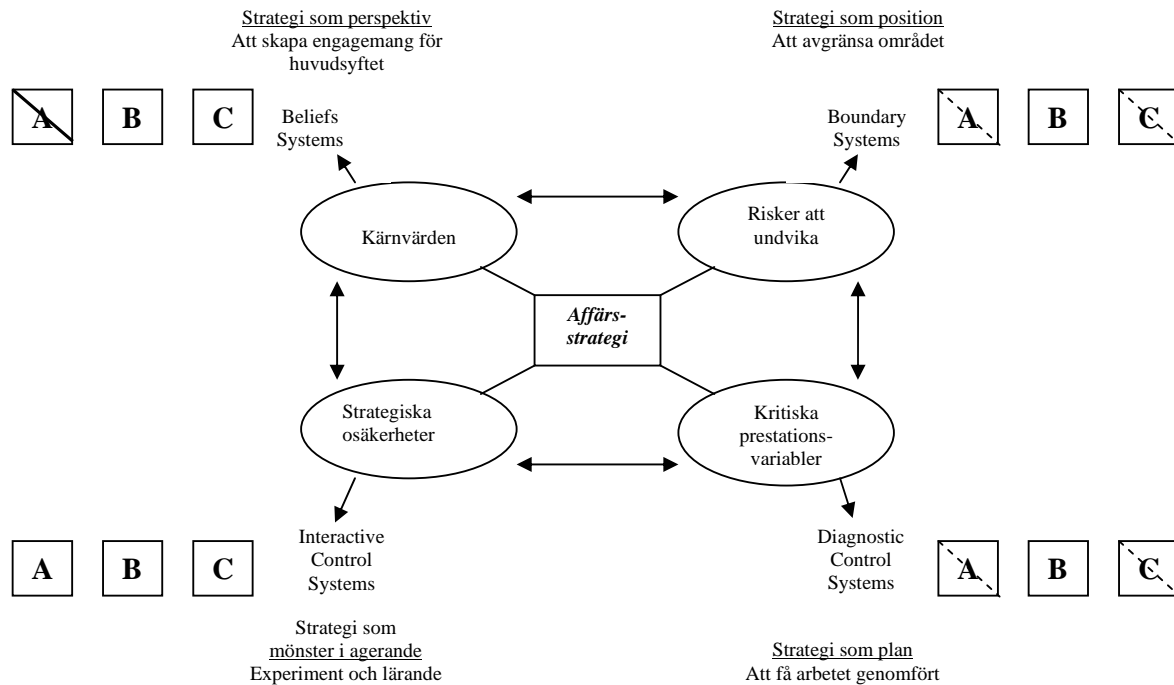 Strategi som perspektiv
Att skapa engagemang för
huvudsyftet
Strategi som position
Att avgränsa området
A B C
Beliefs
Systems
Boundary
Systems
A B C
Kärnvärden
Risker att
undvika
Affärs-
strategi
Strategiska
osäkerheter
Kritiska
prestations-
variabler
A B C
Interactive
Control
Systems
Diagnostic
Control
Systems
A B C
Strategi som
mönster i agerande
Experiment och lärande
Strategi som plan
Att få arbetet genomfört